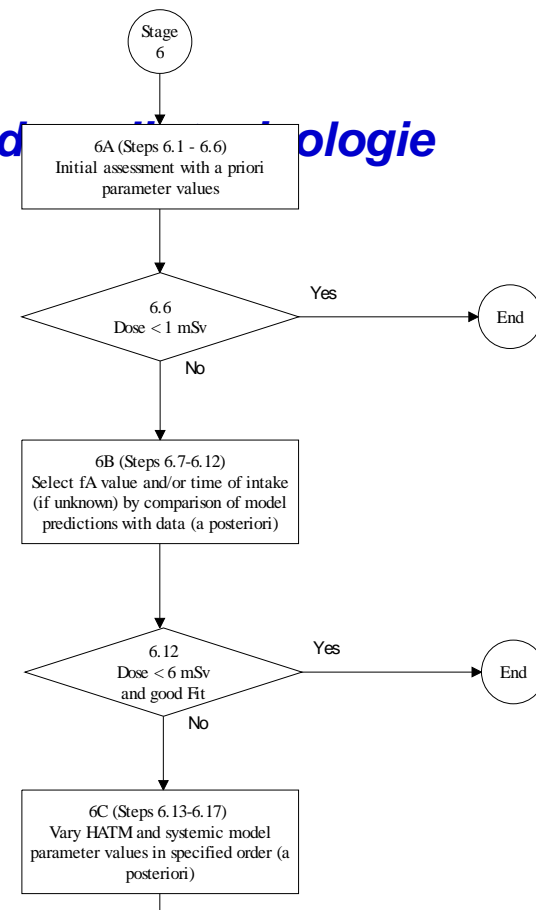 Stage
6
ologie
6A (Steps 6.1 - 6.6)
Initial assessment with a priori
parameter values
6.6
Dose < 1 mSv
Yes
End
No
6B (Steps 6.7-6.12)
Select fA value and/or time of intake
(if unknown) by comparison of model
predictions with data (a posteriori)
6.12
Dose < 6 mSv
and good Fit
Yes
End
No
6C (Steps 6.13-6.17)
Vary HATM and systemic model
parameter values in specified order (a
posteriori)